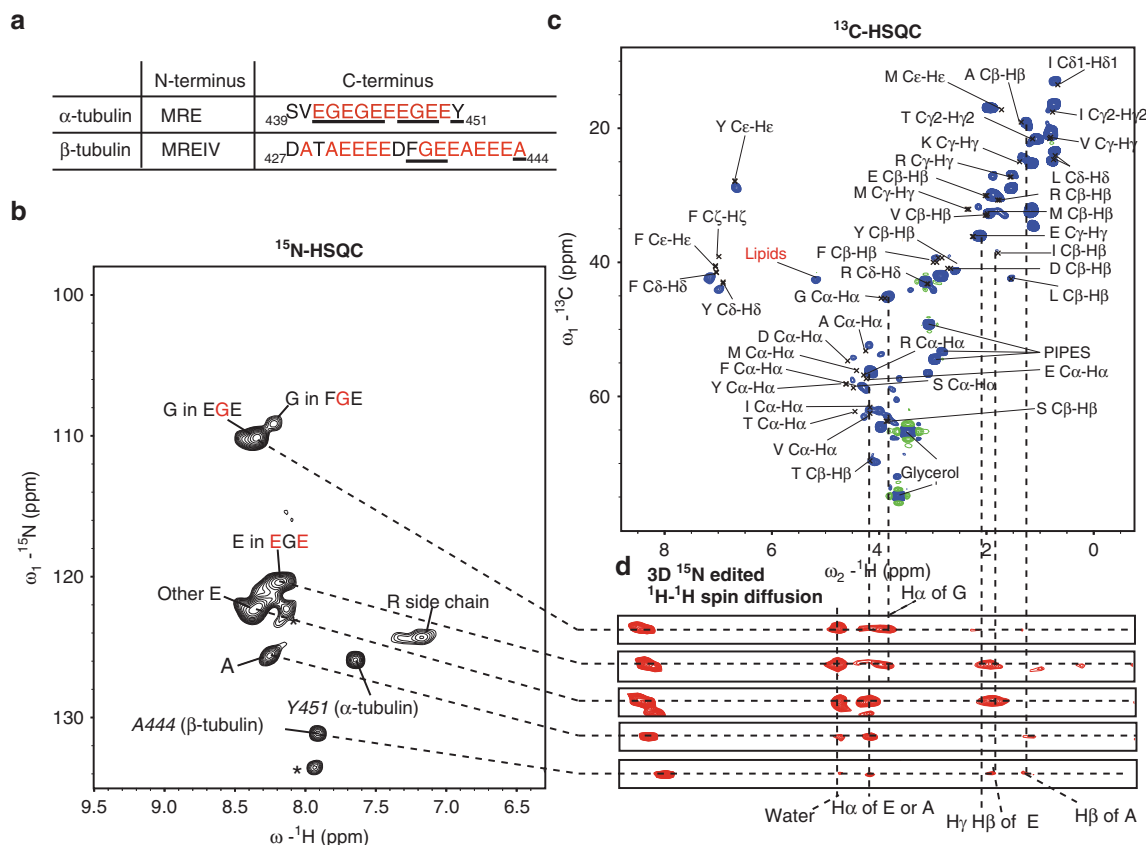 a
N-terminus C-terminus
α-tubulin MRE 439SVEGEGEEEGEEY451
β-tubulin MREIV 427DATAEEEEDFGEEAEEEA444
b
15N-HSQC
100
110
120
130
ω1 -15N (ppm)
9.5 9.0 8.5 8.0 7.5 7.0 6.5
ω -1H (ppm)
G in EGE
G in FGE
E in EGE
Other E
R side chain
A
Y451 (α-tubulin)
A444 (β-tubulin)
*
c
13C-HSQC
20
40
60
ω1 -13C (ppm)
8 6 4 2 0
ω2 -1H (ppm)
I Cδ1-Hδ1
M Cε-Hε
A Cβ-Hβ
T Cγ2-Hγ2
I Cγ2-Hγ2
K Cγ-Hγ
V Cγ-Hγ
Y Cε-Hε
R Cγ-Hγ
L Cδ-Hδ
E Cβ-Hβ
R Cβ-Hβ
M Cγ-Hγ
M Cβ-Hβ
V Cβ-Hβ
F Cζ-Hζ
E Cγ-Hγ
Y Cβ-Hβ
F Cε-Hε
Lipids
F Cβ-Hβ
I Cβ-Hβ
R Cδ-Hδ
D Cβ-Hβ
F Cδ-Hδ
G Cα-Hα
L Cβ-Hβ
Y Cδ-Hδ
A Cα-Hα
D Cα-Hα
R Cα-Hα
PIPES
M Cα-Hα
E Cα-Hα
F Cα-Hα
Y Cα-Hα
S Cα-Hα
I Cα-Hα
S Cβ-Hβ
T Cα-Hα
V Cα-Hα
T Cβ-Hβ
Glycerol
d
3D 15N edited
1H-1H spin diffusion
Hα of G
Water
Hα of E or A
Hγ Hβ of E
Hβ of A